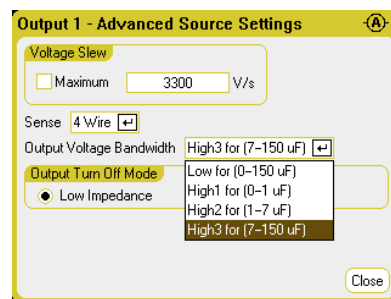 Output 1 - Advanced Source Settings
A
Voltage Slew
Maximum 3300 V/s
Sense 4 Wire
Output Voltage Bandwidth High3 for (7-150 uF)
Low for (0-150 uF)
Output Turn Off Mode
High1 for (0-1 uF)
Low Impedance
High2 for (1-7 uF)
High3 for (7-150 uF)
Close